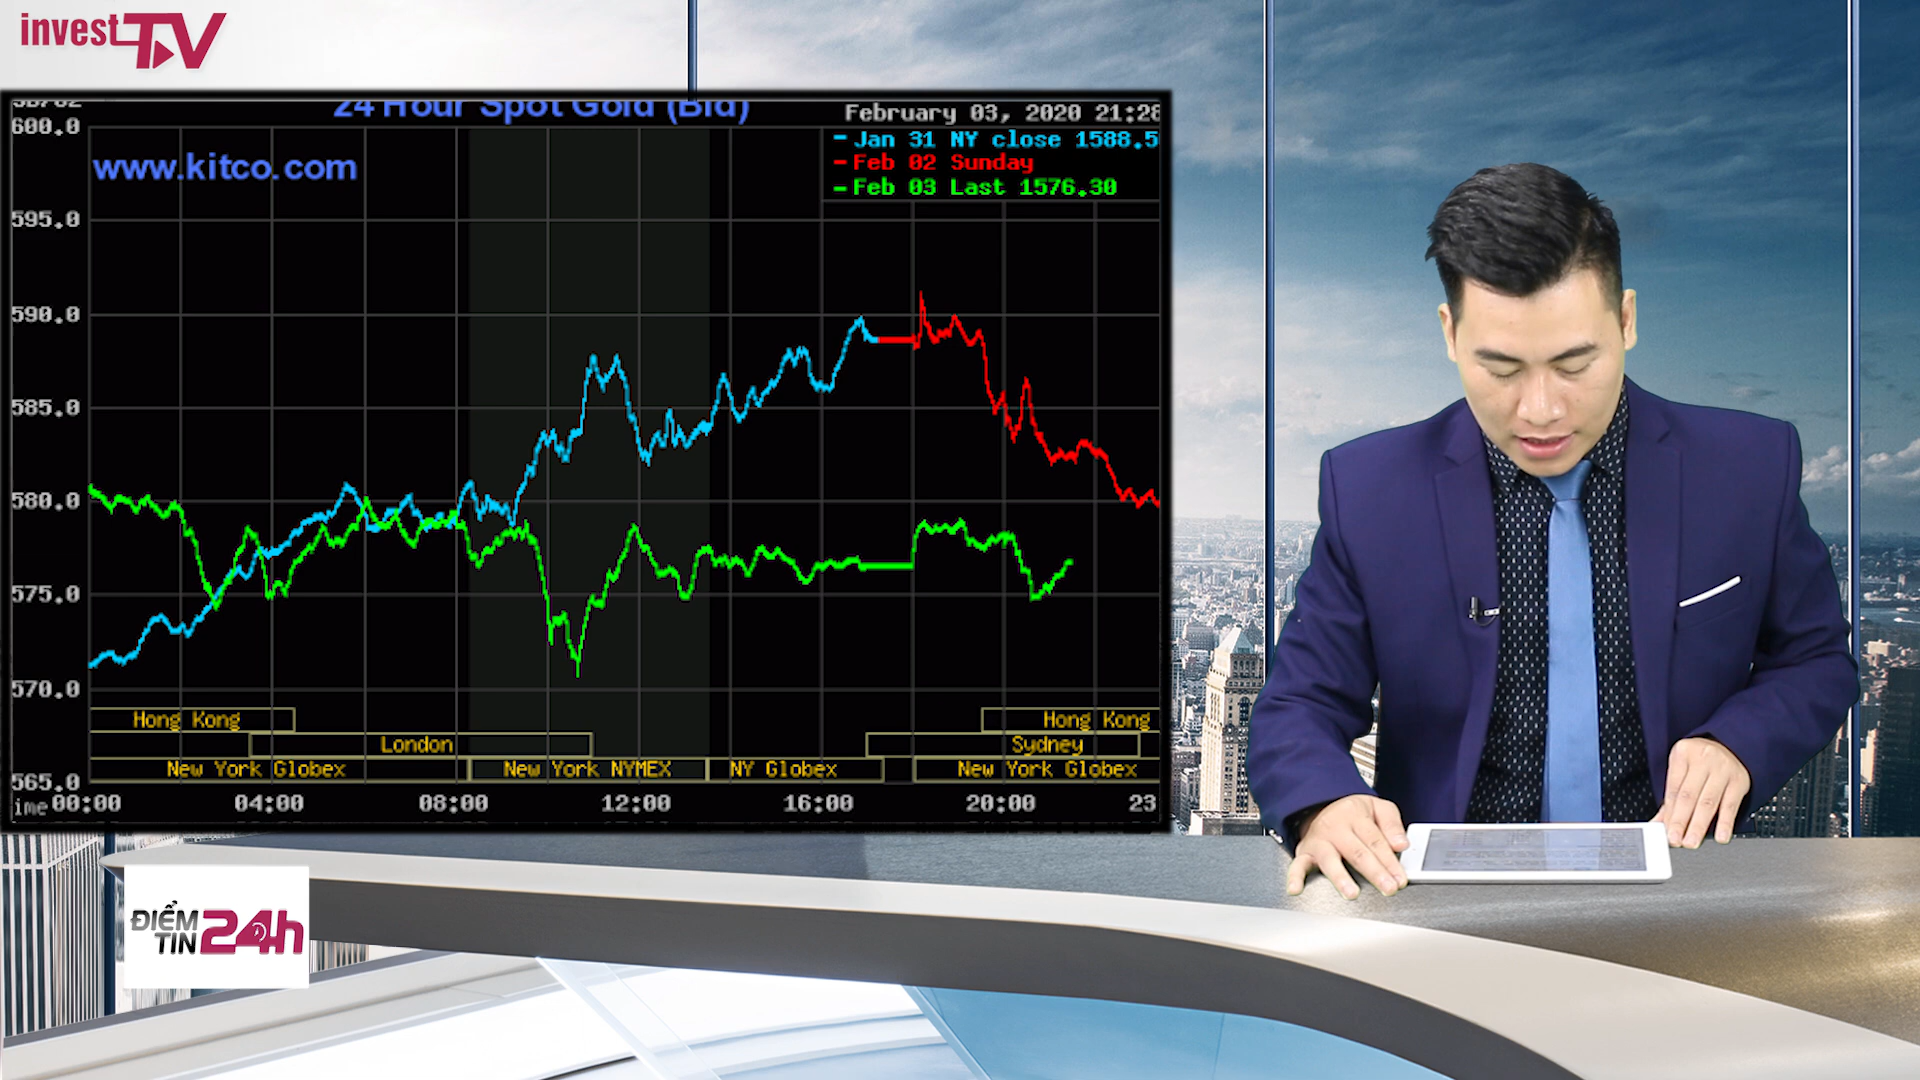 investTV
24 Hour Spot Gold (Bid)
February 03, 2020 21:28
600.0
Jan 31 NY close 1588.5
www.kitco.com
Feb 02 Sunday
Feb 03 Last 1576.30
595.0
590.0
585.0
580.0
575.0
570.0
Hong Kong Hong Kong
London Sydney
New York Globex New York NYMEX NY Globex New York Globex
565.0
ime 00:00 04:00 08:00 12:00 16:00 20:00 23
ĐIỂM
TIN 24h